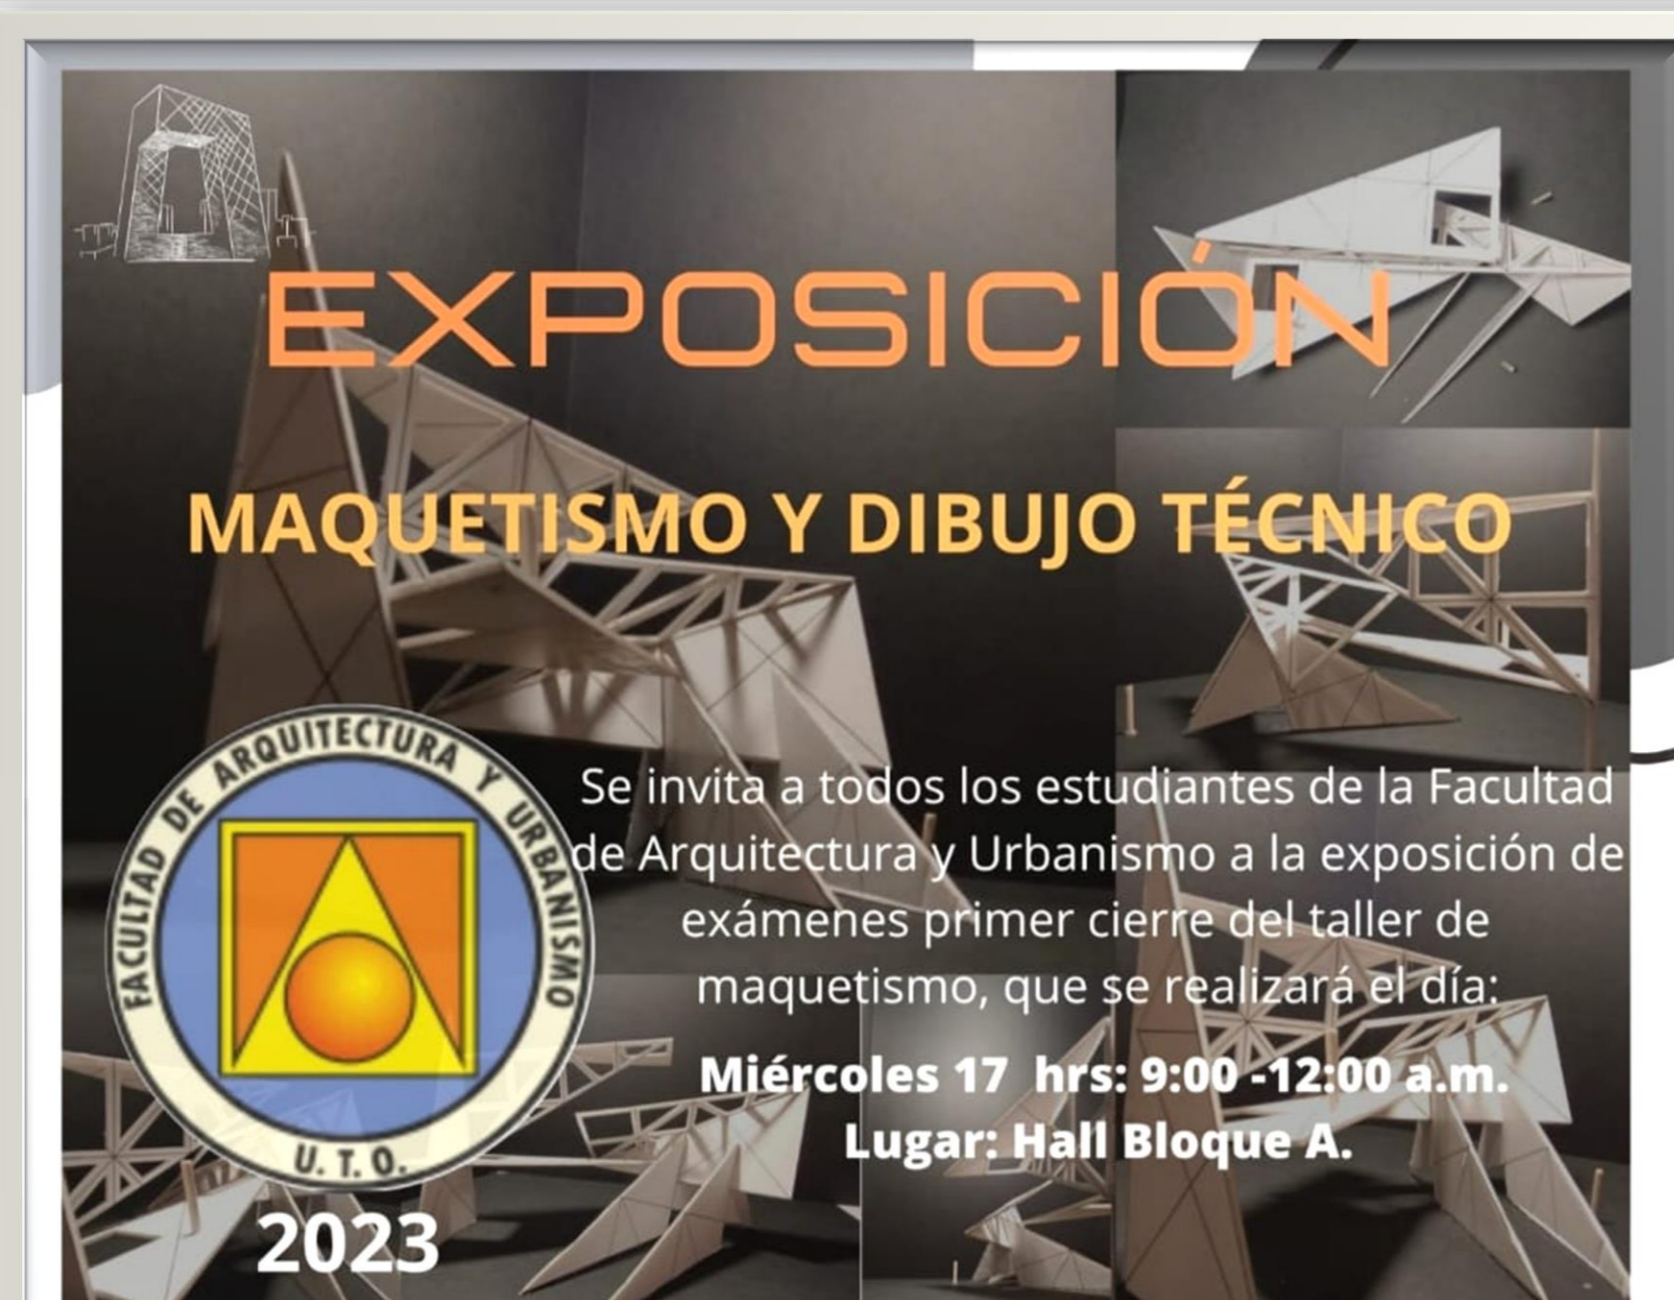 EXPOSICIÓN
MAQUETISMO Y DIBUJO TÉCNICO
Se invita a todos los estudiantes de la Facultad
de Arquitectura y Urbanismo a la exposición de
exámenes primer cierre del taller de
maquetismo, que se realizará el día:
Miércoles 17 hrs: 9:00 -12:00 a.m.
Lugar: Hall Bloque A.
FACULTAD DE ARQUITECTURA Y URBANISMO
U. T. O.
2023